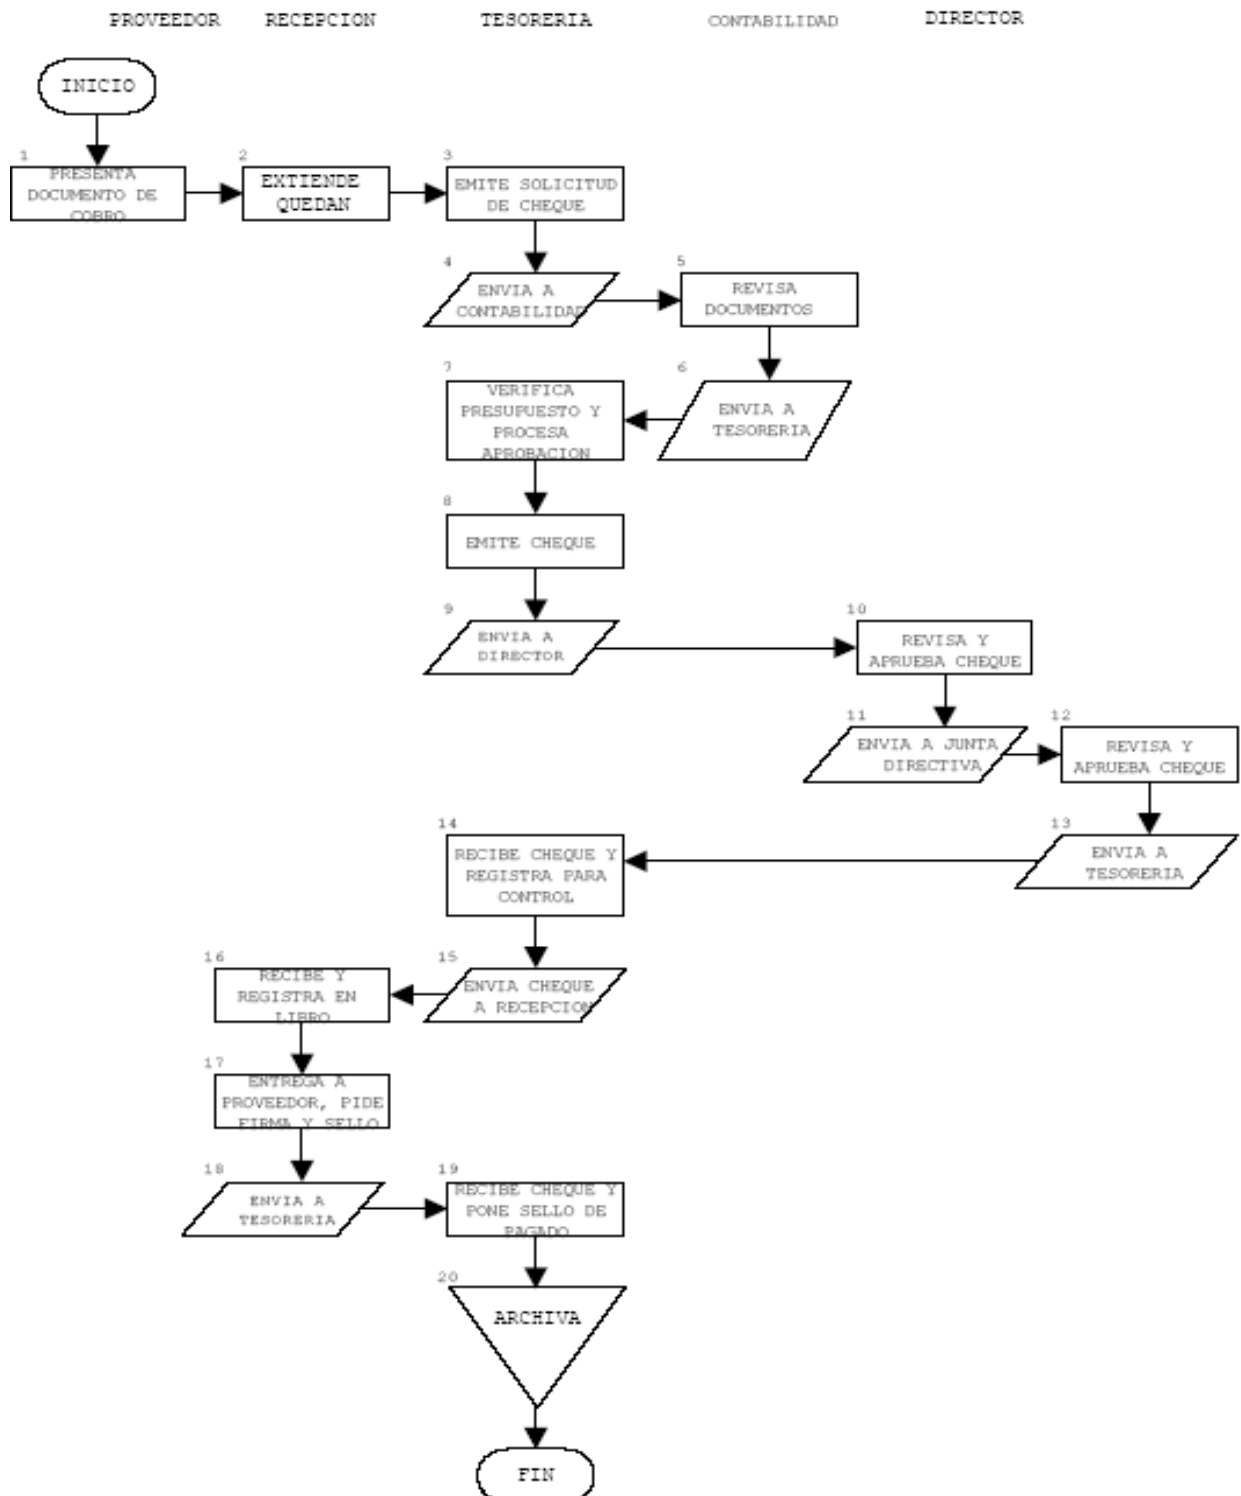 PROVEEDOR RECEPCION TESORERIA CONTABILIDAD DIRECTOR
INICIO
1 2 3
PRESENTA
DOCUMENTO DE
COBRO
EXTIENDE
QUEDAN
EMITE SOLICITUD
DE CHEQUE
4 5
ENVIA A
CONTABILIDAD
REVISA
DOCUMENTOS
7 6
VERIFICA
PRESUPUESTO Y
PROCESA
APROBACION
ENVIA A
TESORERIA
8
EMITE CHEQUE
9 10
ENVIA A
DIRECTOR
REVISA Y
APRUEBA CHEQUE
11 12
ENVIA A JUNTA
DIRECTIVA
REVISA Y
APRUEBA CHEQUE
14 13
RECIBE CHEQUE Y
REGISTRA PARA
CONTROL
ENVIA A
TESORERIA
16 15
RECIBE Y
REGISTRA EN
LIBRO
ENVIA CHEQUE
A RECEPCION
17
ENTREGA A
PROVEEDOR, PIDE
FIRMA Y SELLO
18 19
ENVIA A
TESORERIA
RECIBE CHEQUE Y
PONE SELLO DE
PAGADO
20
ARCHIVA
FIN